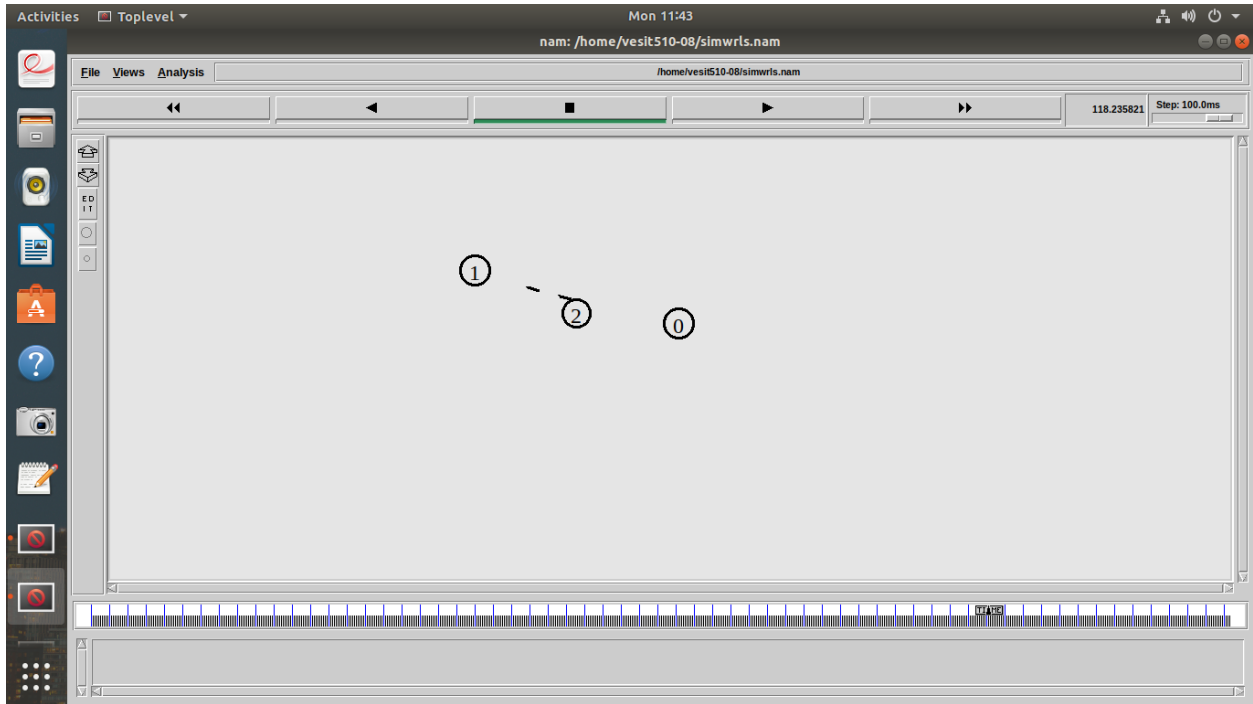 Activities Toplevel Mon 11:43
nam: /home/vesit510-08/simwrls.nam
File Views Analysis /home/vesit510-08/simwrls.nam
118.235821 Step: 100.0ms
ED
IT
1
2
0
TIME